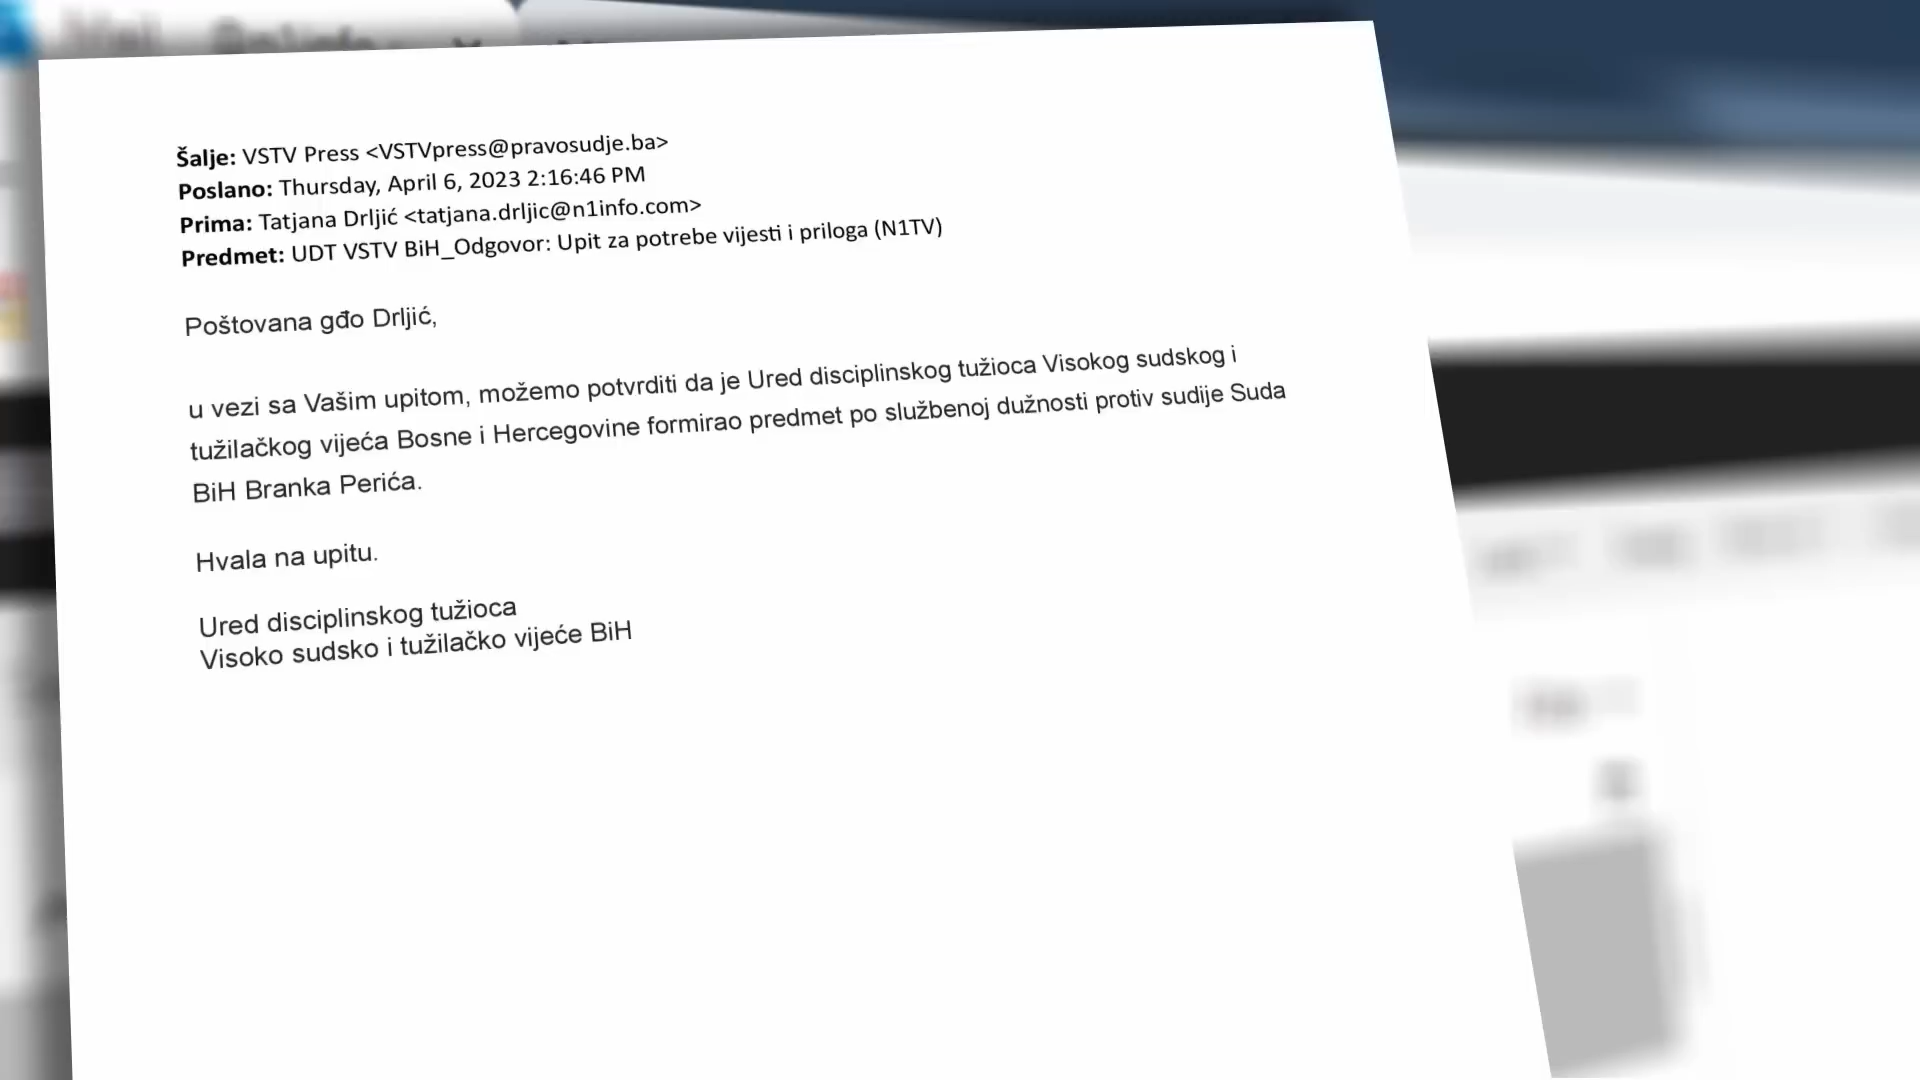 Šalje: VSTV Press <VSTVpress@pravosudje.ba>
Poslano: Thursday, April 6, 2023 2:16:46 PM
Prima: Tatjana Drljić <tatjana.drljic@n1info.com>
Predmet: UDT VSTV BiH_Odgovor: Upit za potrebe vijesti i priloga (N1TV)
Poštovana gđo Drljić,
u vezi sa Vašim upitom, možemo potvrditi da je Ured disciplinskog tužioca Visokog sudskog i
tužilačkog vijeća Bosne i Hercegovine formirao predmet po službenoj dužnosti protiv sudije Suda
BiH Branka Perića.
Hvala na upitu.
Ured disciplinskog tužioca
Visoko sudsko i tužilačko vijeće BiH